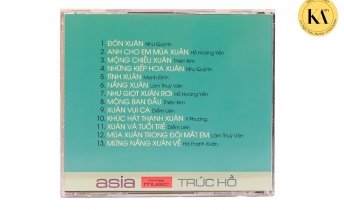 KT
1 ĐÓN XUÂN Như Quỳnh
2 ANH CHO EM MÙA XUÂN Hồ Hoàng Yến
3 MỘNG CHIỀU XUÂN Thiên Kim
4 NHỮNG KIẾP HOA XUÂN Như Quỳnh
5 TÌNH XUÂN Mạnh Đình
6 NẮNG XUÂN Lâm Thúy Vân
7 NHƯ GIỌT XUÂN RƠI Hồ Hoàng Yến
8 MỘNG BAN ĐẦU Thiên Kim
9 XUÂN VUI CA Diễm Liên
10 KHÚC HÁT THANH XUÂN Y Phương
11 XUÂN VÀ TUỔI TRẺ Diễm Liên
12 MÙA XUÂN TRONG ĐÔI MẮT EM Lâm Thúy Vân
13 MỪNG NẮNG XUÂN VỀ Hồ Thanh Xuân
asia music TRÚC HỒ